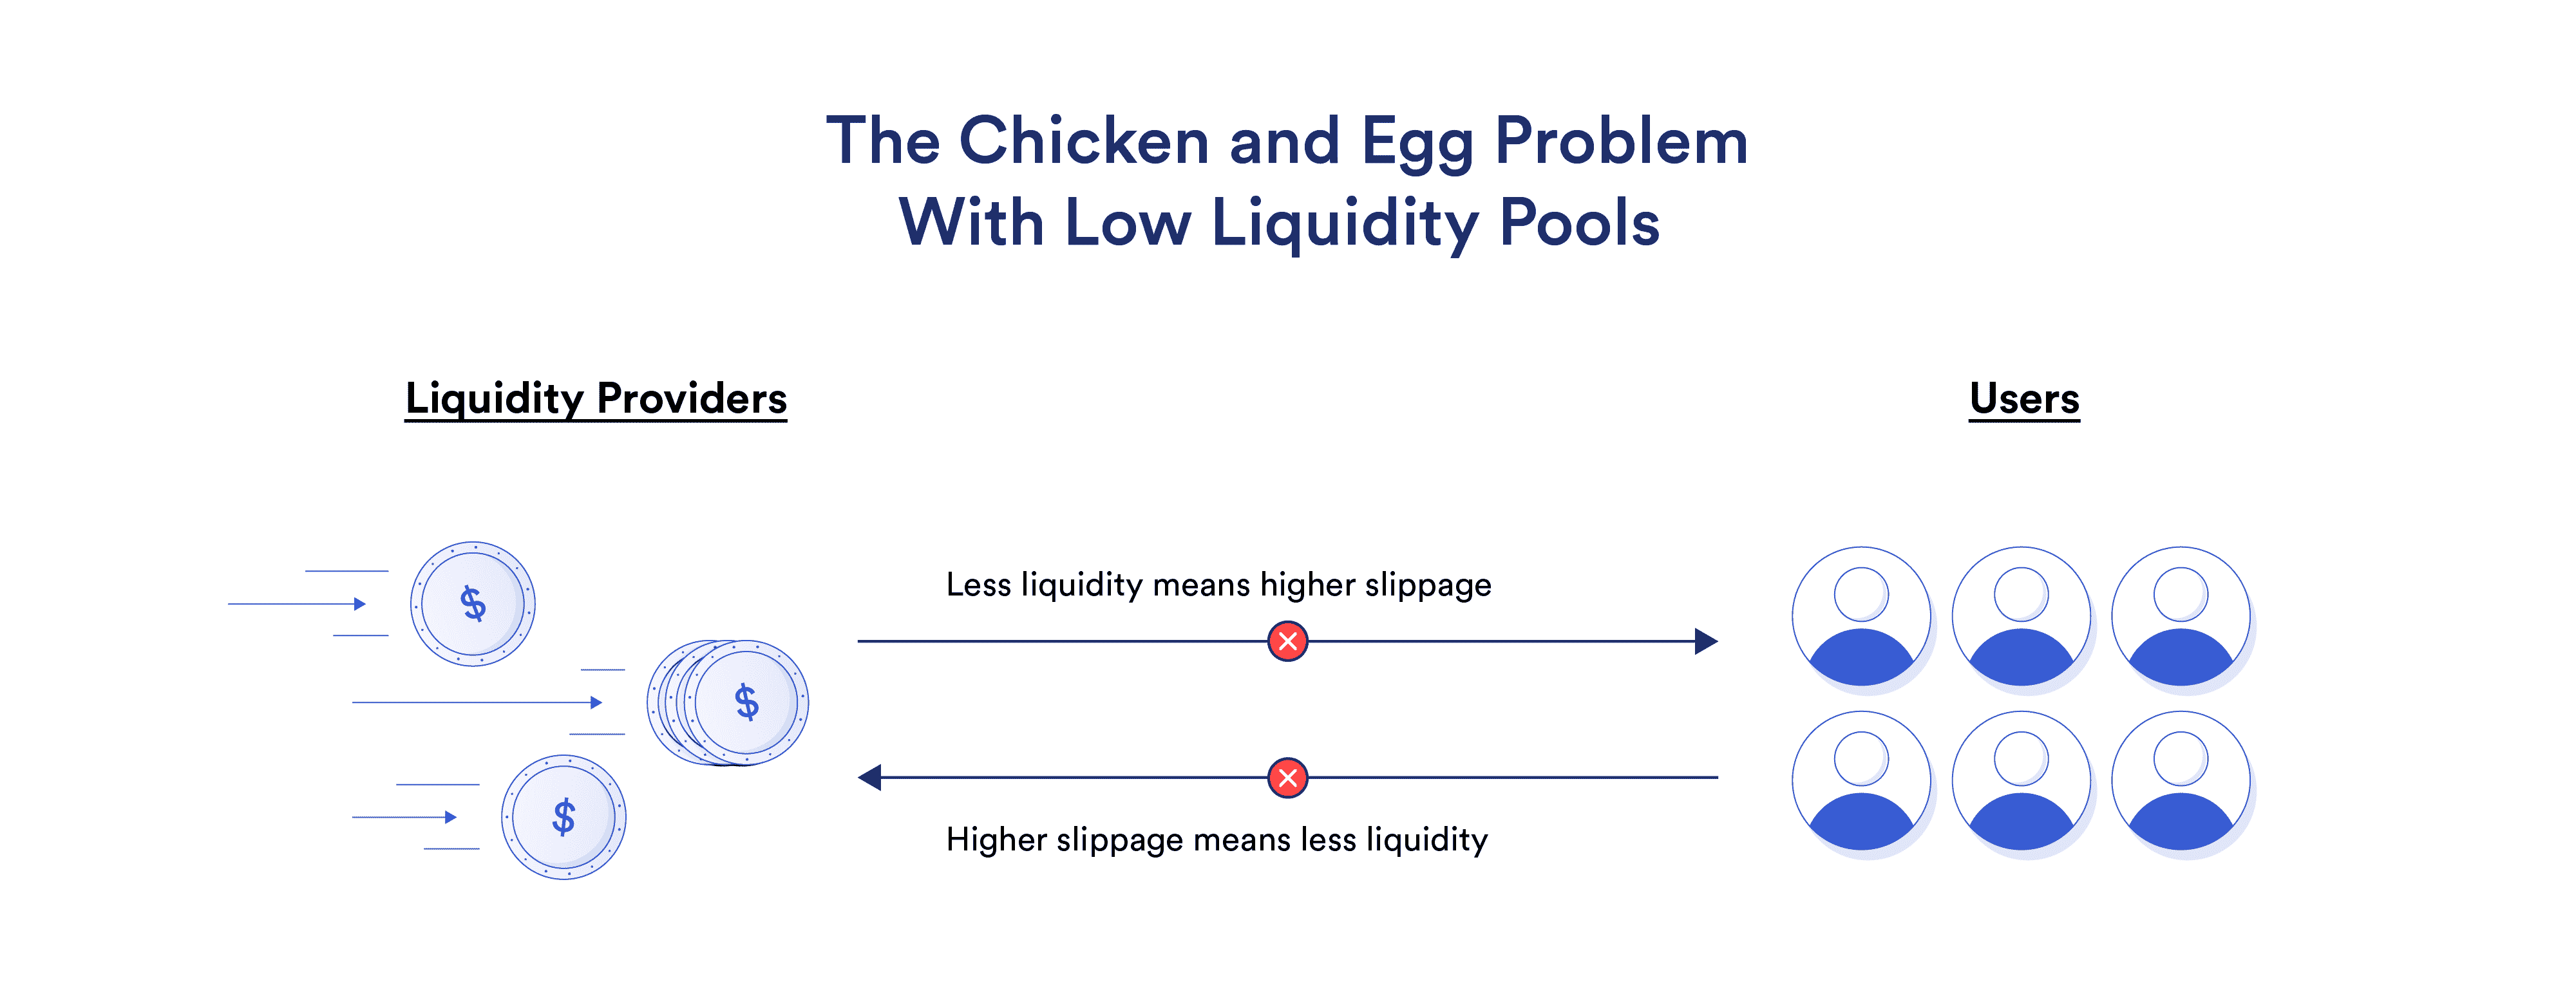 The Chicken and Egg Problem
With Low Liquidity Pools
Liquidity Providers
Users
$
Less liquidity means higher slippage
$
$
Higher slippage means less liquidity